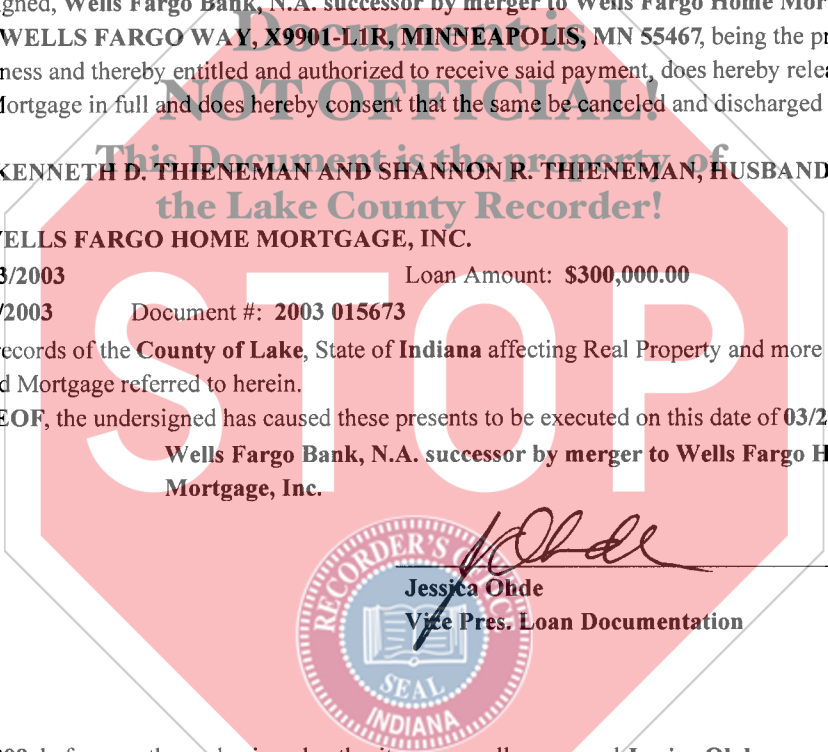 gned, Wells Fargo Bank, N.A. successor by merger to Wells Fargo Home Mor
Document is
WELLS FARGO WAY, X9901-L1R, MINNEAPOLIS, MN 55467, being the pr
ness and thereby entitled and authorized to receive said payment, does hereby relea
NOT OFFICIAL!
Mortgage in full and does hereby consent that the same be canceled and discharged
This Document is the property of
KENNETH D. THIENEMAN AND SHANNON R. THIENEMAN, HUSBAND
the Lake County Recorder!
WELLS FARGO HOME MORTGAGE, INC.
3/2003 Loan Amount: $300,000.00
/2003 Document #: 2003 015673
STOP
records of the County of Lake, State of Indiana affecting Real Property and more
d Mortgage referred to herein.
EOF, the undersigned has caused these presents to be executed on this date of 03/2
Wells Fargo Bank, N.A. successor by merger to Wells Fargo H
Mortgage, Inc.
J Ohde
RECORDER'S OFFICE
Jessica Ohde
Vice Pres. Loan Documentation
SEAL
INDIANA